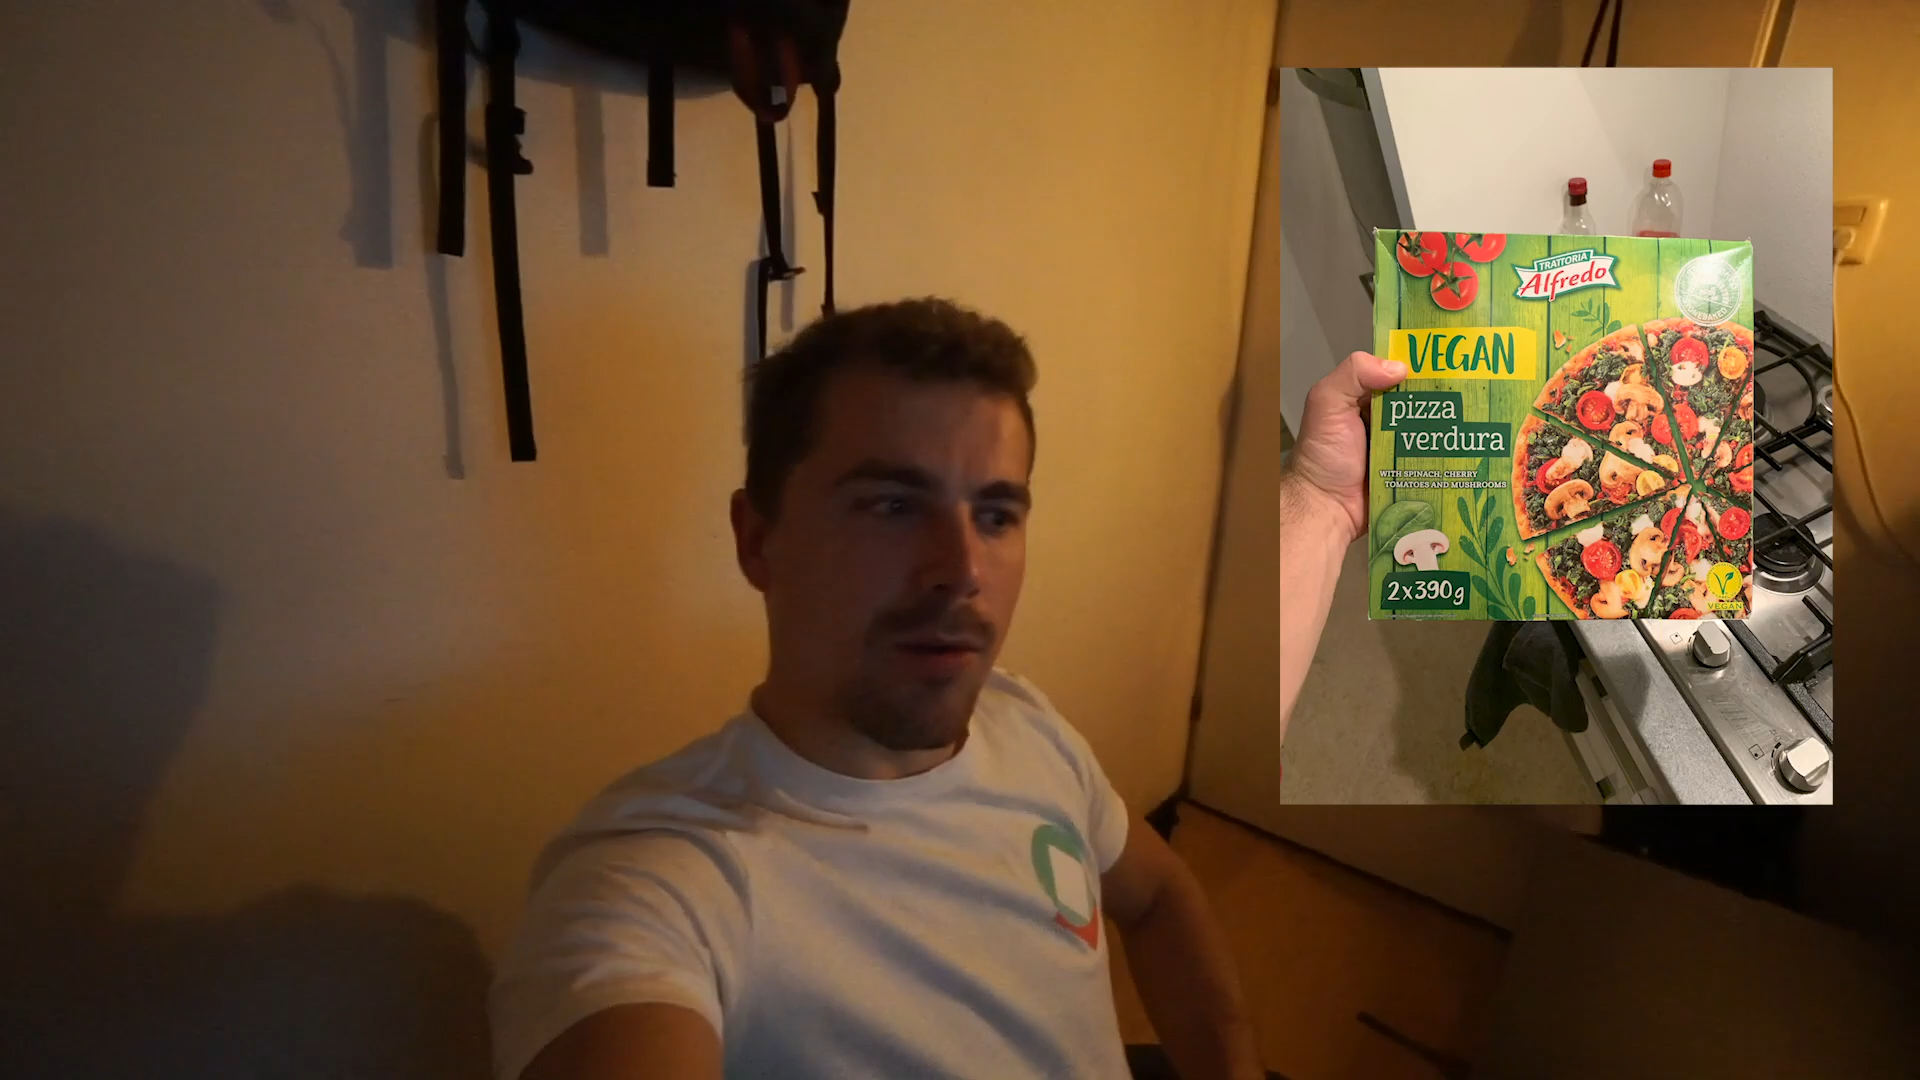 TRATTORIA
Alfredo
VEGAN
pizza
verdura
WITH SPINACH, CHERRY
TOMATOES AND MUSHROOMS
2x390g
VEGAN